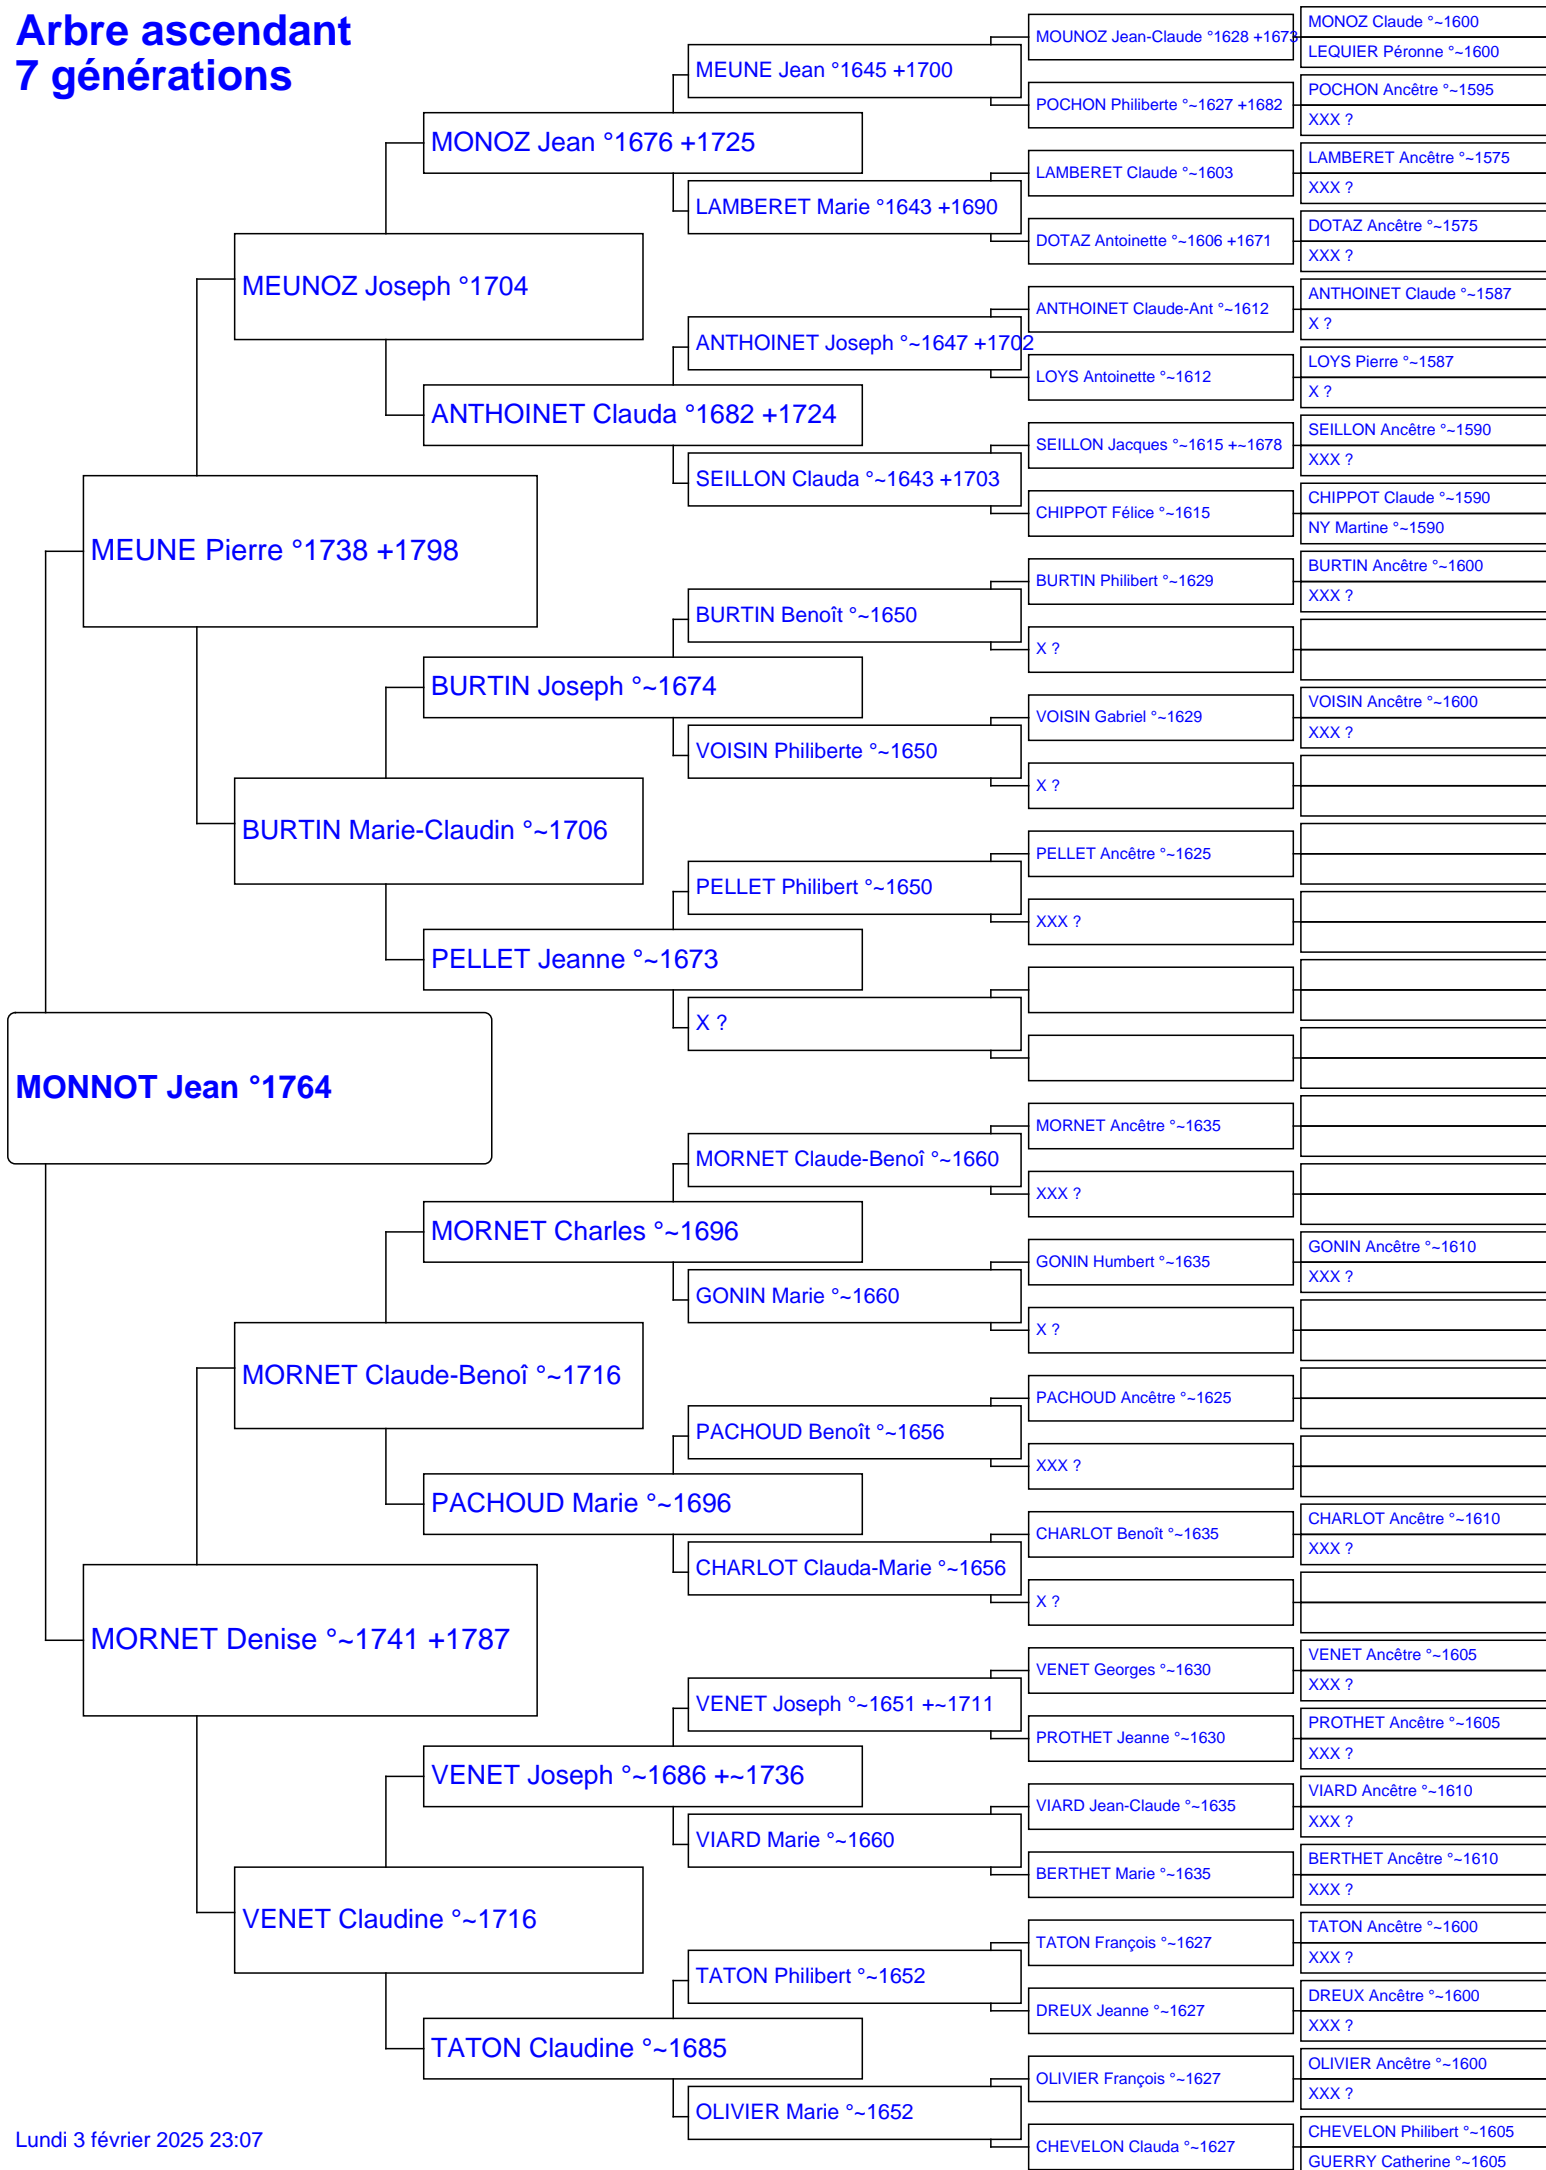 Arbre ascendant
7 générations
MONNOT Jean °1764
MEUNE Pierre °1738 +1798
MORNET Denise °~1741 +1787
MEUNOZ Joseph °1704
BURTIN Marie-Claudin °~1706
MORNET Claude-Benoî °~1716
VENET Claudine °~1716
MONOZ Jean °1676 +1725
ANTHOINET Clauda °1682 +1724
BURTIN Joseph °~1674
PELLET Jeanne °~1673
MORNET Charles °~1696
PACHOUD Marie °~1696
VENET Joseph °~1686 +~1736
TATON Claudine °~1685
MEUNE Jean °1645 +1700
LAMBERET Marie °1643 +1690
ANTHOINET Joseph °~1647 +1702
SEILLON Clauda °~1643 +1703
BURTIN Benoît °~1650
VOISIN Philiberte °~1650
PELLET Philibert °~1650
X ?
MORNET Claude-Benoî °~1660
GONIN Marie °~1660
PACHOUD Benoît °~1656
CHARLOT Clauda-Marie °~1656
VENET Joseph °~1651 +~1711
VIARD Marie °~1660
TATON Philibert °~1652
OLIVIER Marie °~1652
MOUNOZ Jean-Claude °1628 +1673
POCHON Philiberte °~1627 +1682
LAMBERET Claude °~1603
DOTAZ Antoinette °~1606 +1671
ANTHOINET Claude-Ant °~1612
LOYS Antoinette °~1612
SEILLON Jacques °~1615 +~1678
CHIPPOT Félice °~1615
BURTIN Philibert °~1629
X ?
VOISIN Gabriel °~1629
X ?
PELLET Ancêtre °~1625
XXX ?
MORNET Ancêtre °~1635
XXX ?
GONIN Humbert °~1635
X ?
PACHOUD Ancêtre °~1625
XXX ?
CHARLOT Benoît °~1635
X ?
VENET Georges °~1630
PROTHET Jeanne °~1630
VIARD Jean-Claude °~1635
BERTHET Marie °~1635
TATON François °~1627
DREUX Jeanne °~1627
OLIVIER François °~1627
CHEVELON Clauda °~1627
MONOZ Claude °~1600
LEQUIER Péronne °~1600
POCHON Ancêtre °~1595
XXX ?
LAMBERET Ancêtre °~1575
XXX ?
DOTAZ Ancêtre °~1575
XXX ?
ANTHOINET Claude °~1587
X ?
LOYS Pierre °~1587
X ?
SEILLON Ancêtre °~1590
XXX ?
CHIPPOT Claude °~1590
NY Martine °~1590
BURTIN Ancêtre °~1600
XXX ?
VOISIN Ancêtre °~1600
XXX ?
GONIN Ancêtre °~1610
XXX ?
CHARLOT Ancêtre °~1610
XXX ?
VENET Ancêtre °~1605
XXX ?
PROTHET Ancêtre °~1605
XXX ?
VIARD Ancêtre °~1610
XXX ?
BERTHET Ancêtre °~1610
XXX ?
TATON Ancêtre °~1600
XXX ?
DREUX Ancêtre °~1600
XXX ?
OLIVIER Ancêtre °~1600
XXX ?
CHEVELON Philibert °~1605
GUERRY Catherine °~1605
Lundi 3 février 2025 23:07